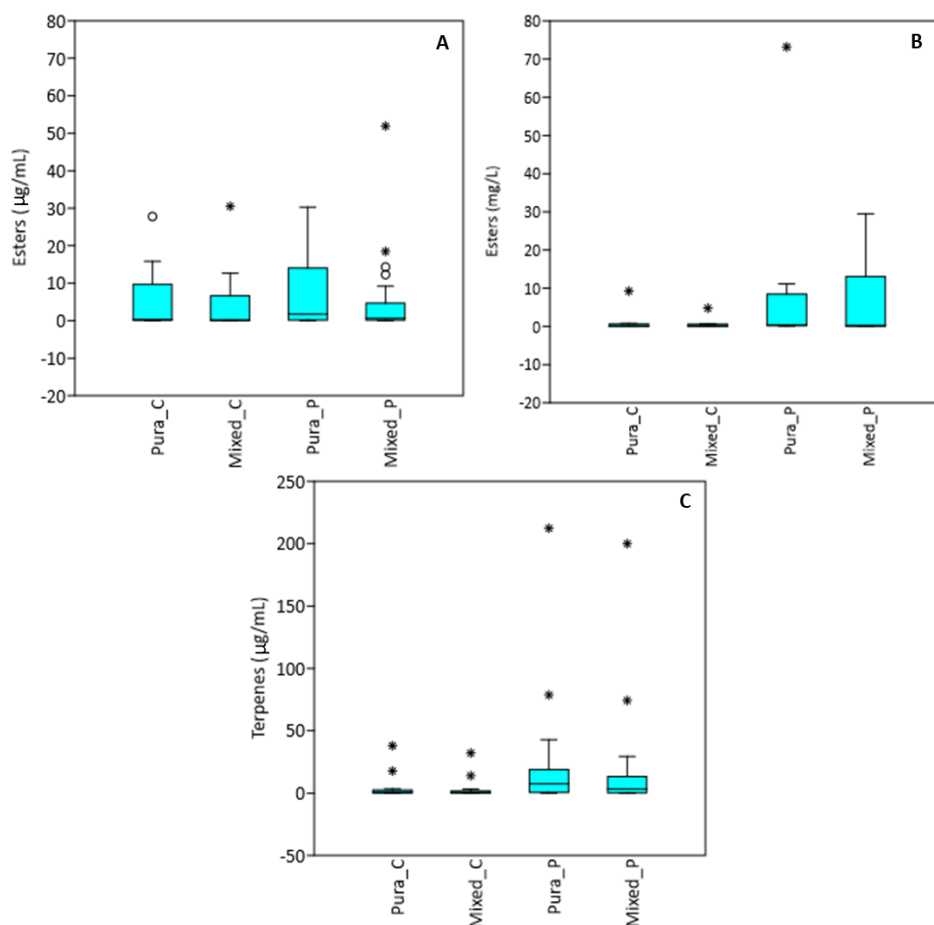 A
Esters (µg/mL)
80
70
60
50
40
30
20
10
0
-10
-20
Pura_C
Mixed_C
Pura_P
Mixed_P
B
Esters (mg/L)
80
70
60
50
40
30
20
10
0
-10
-20
Pura_C
Mixed_C
Pura_P
Mixed_P
C
Terpenes (µg/mL)
250
200
150
100
50
0
-50
Pura_C
Mixed_C
Pura_P
Mixed_P